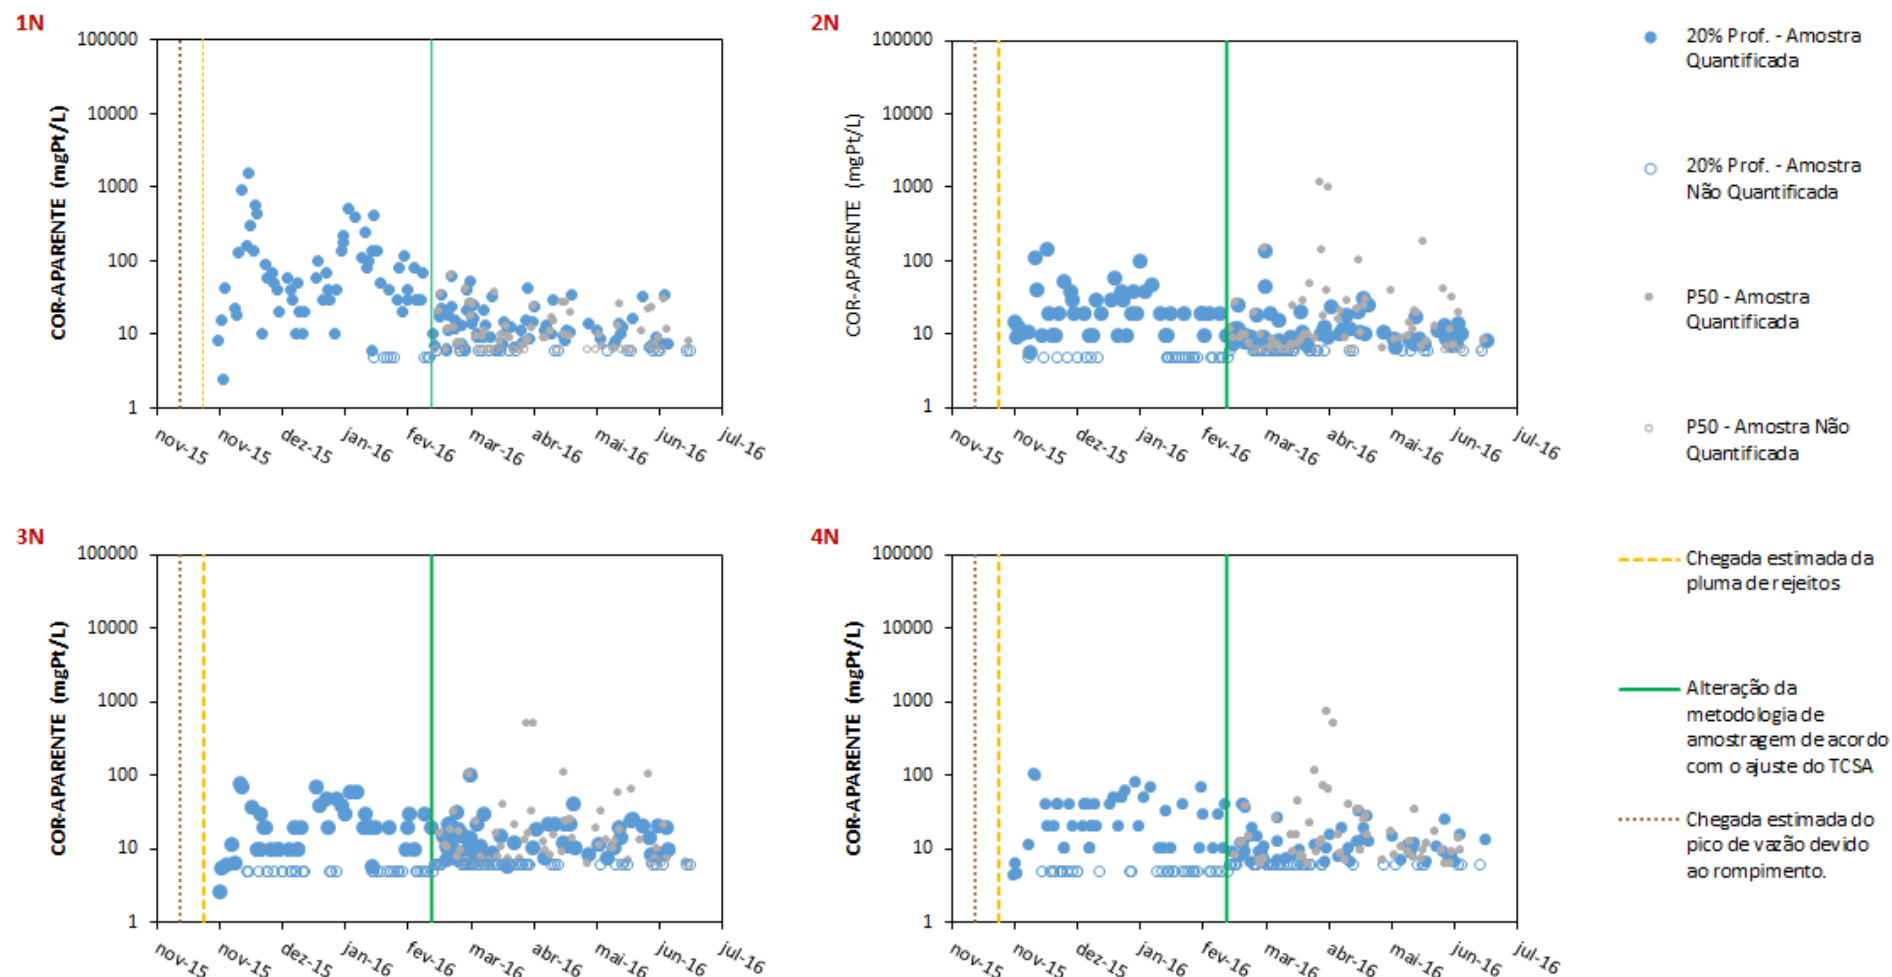 1N
COR-APARENTE (mgPt/L)
100000
10000
1000
100
10
1
nov-15
nov-15
dez-15
jan-16
fev-16
mar-16
abr-16
mai-16
jun-16
jul-16
2N
COR-APARENTE (mgPt/L)
100000
10000
1000
100
10
1
nov-15
nov-15
dez-15
jan-16
fev-16
mar-16
abr-16
mai-16
jun-16
jul-16
20% Prof. - Amostra
Quantificada
20% Prof. - Amostra
Não Quantificada
P50 - Amostra
Quantificada
P50 - Amostra Não
Quantificada
3N
COR-APARENTE (mgPt/L)
100000
10000
1000
100
10
1
nov-15
nov-15
dez-15
jan-16
fev-16
mar-16
abr-16
mai-16
jun-16
jul-16
4N
COR-APARENTE (mgPt/L)
100000
10000
1000
100
10
1
nov-15
nov-15
dez-15
jan-16
fev-16
mar-16
abr-16
mai-16
jun-16
jul-16
Chegada estimada da
pluma de rejeitos
Alteração da
metodologia de
amostragem de acordo
com o ajuste do TCSA
Chegada estimada do
pico de vazão devido
ao rompimento.